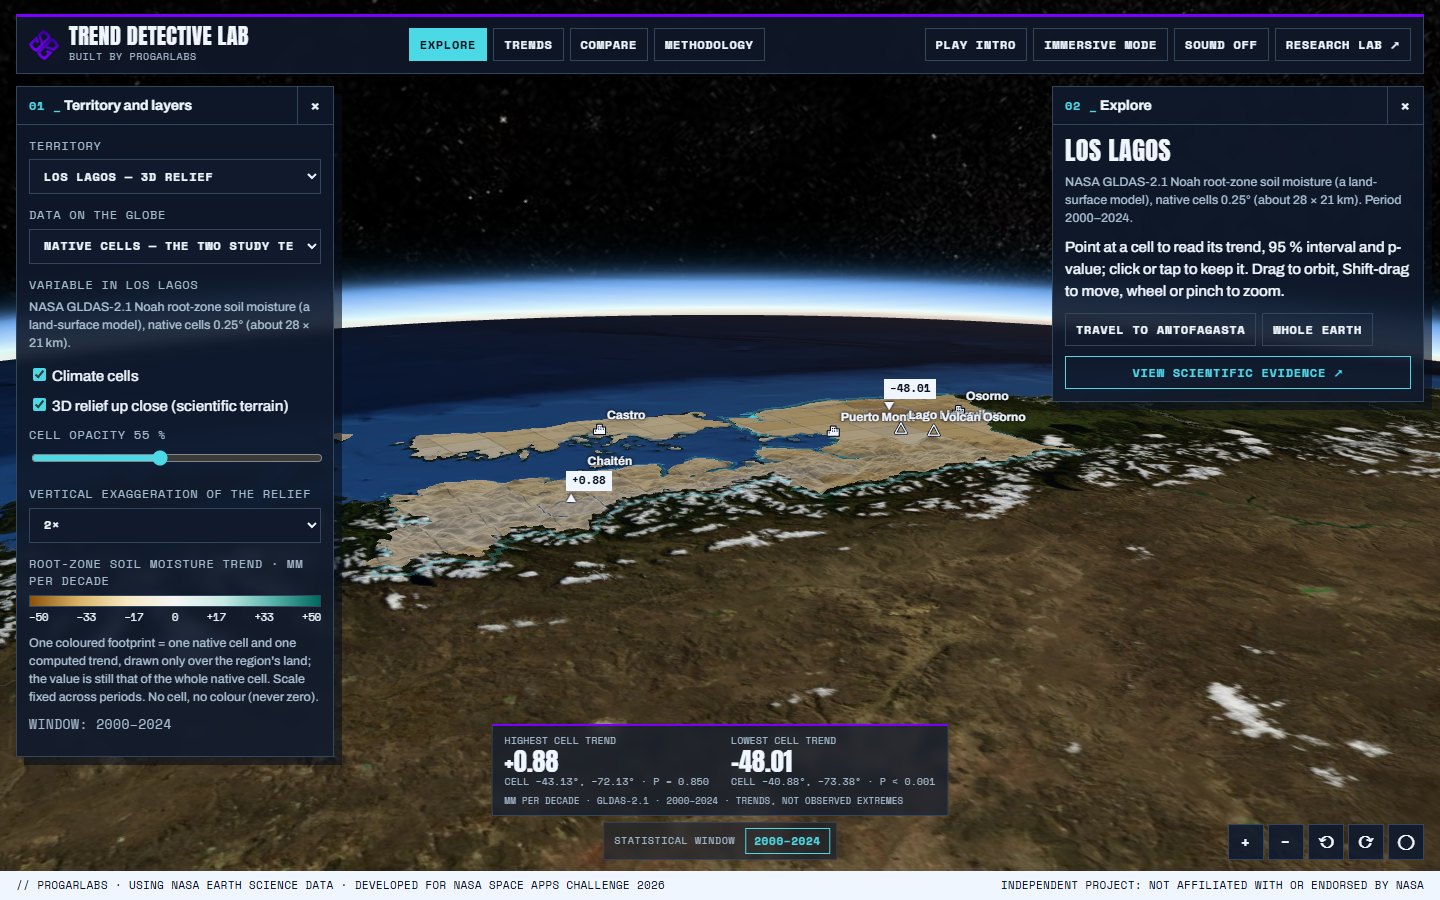 TREND DETECTIVE LAB
BUILT BY PROGARLABS
EXPLORE
TRENDS
COMPARE
METHODOLOGY
PLAY INTRO
IMMERSIVE MODE
SOUND OFF
RESEARCH LAB ↗
01 _ Territory and layers
×
TERRITORY
LOS LAGOS — 3D RELIEF
DATA ON THE GLOBE
NATIVE CELLS — THE TWO STUDY TE
VARIABLE IN LOS LAGOS
NASA GLDAS-2.1 Noah root-zone soil moisture (a
land-surface model), native cells 0.25° (about 28 ×
21 km).
Climate cells
3D relief up close (scientific terrain)
CELL OPACITY 55 %
VERTICAL EXAGGERATION OF THE RELIEF
2×
ROOT-ZONE SOIL MOISTURE TREND · MM
PER DECADE
−50 −33 −17 0 +17 +33 +50
One coloured footprint = one native cell and one
computed trend, drawn only over the region's land;
the value is still that of the whole native cell. Scale
fixed across periods. No cell, no colour (never zero).
WINDOW: 2000–2024
02 _ Explore
×
LOS LAGOS
NASA GLDAS-2.1 Noah root-zone soil moisture (a land-
surface model), native cells 0.25° (about 28 × 21 km). Period
2000–2024.
Point at a cell to read its trend, 95 % interval and p-
value; click or tap to keep it. Drag to orbit, Shift-drag
to move, wheel or pinch to zoom.
TRAVEL TO ANTOFAGASTA
WHOLE EARTH
VIEW SCIENTIFIC EVIDENCE ↗
−48.01
Osorno
Castro
Puerto Mon
Lago
Volcán Osorno
Chaitén
+0.88
HIGHEST CELL TREND
+0.88
CELL −43.13°, −72.13° · P = 0.850
LOWEST CELL TREND
−48.01
CELL −40.88°, −73.38° · P < 0.001
MM PER DECADE · GLDAS-2.1 · 2000–2024 · TRENDS, NOT OBSERVED EXTREMES
STATISTICAL WINDOW
2000–2024
+
−
// PROGARLABS · USING NASA EARTH SCIENCE DATA · DEVELOPED FOR NASA SPACE APPS CHALLENGE 2026
INDEPENDENT PROJECT: NOT AFFILIATED WITH OR ENDORSED BY NASA